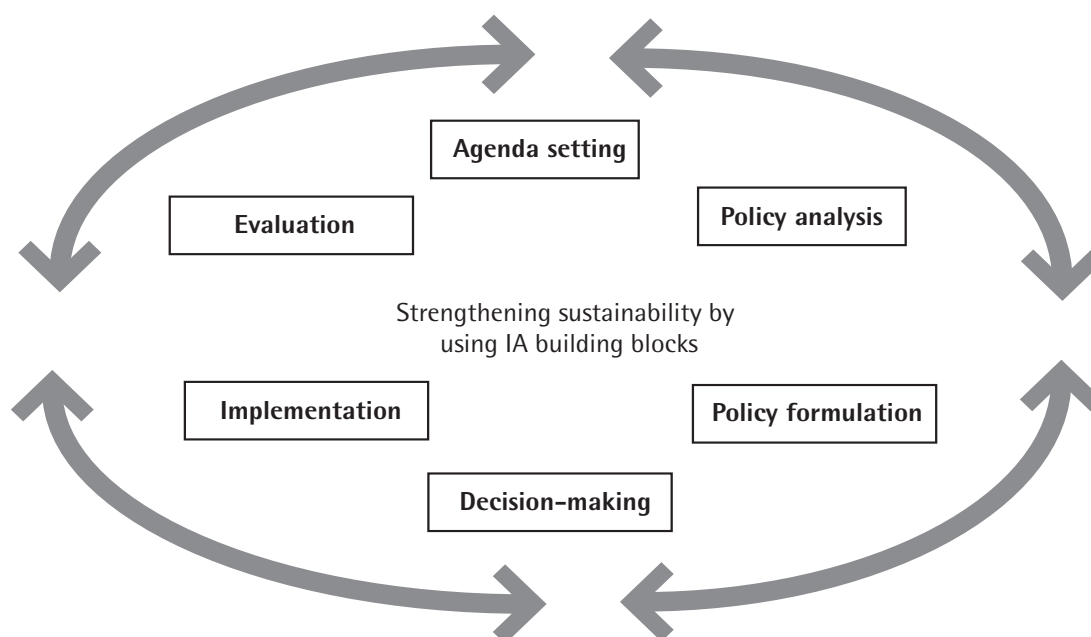 Agenda setting
Evaluation
Policy analysis
Strengthening sustainability by
using IA building blocks
Implementation
Policy formulation
Decision-making